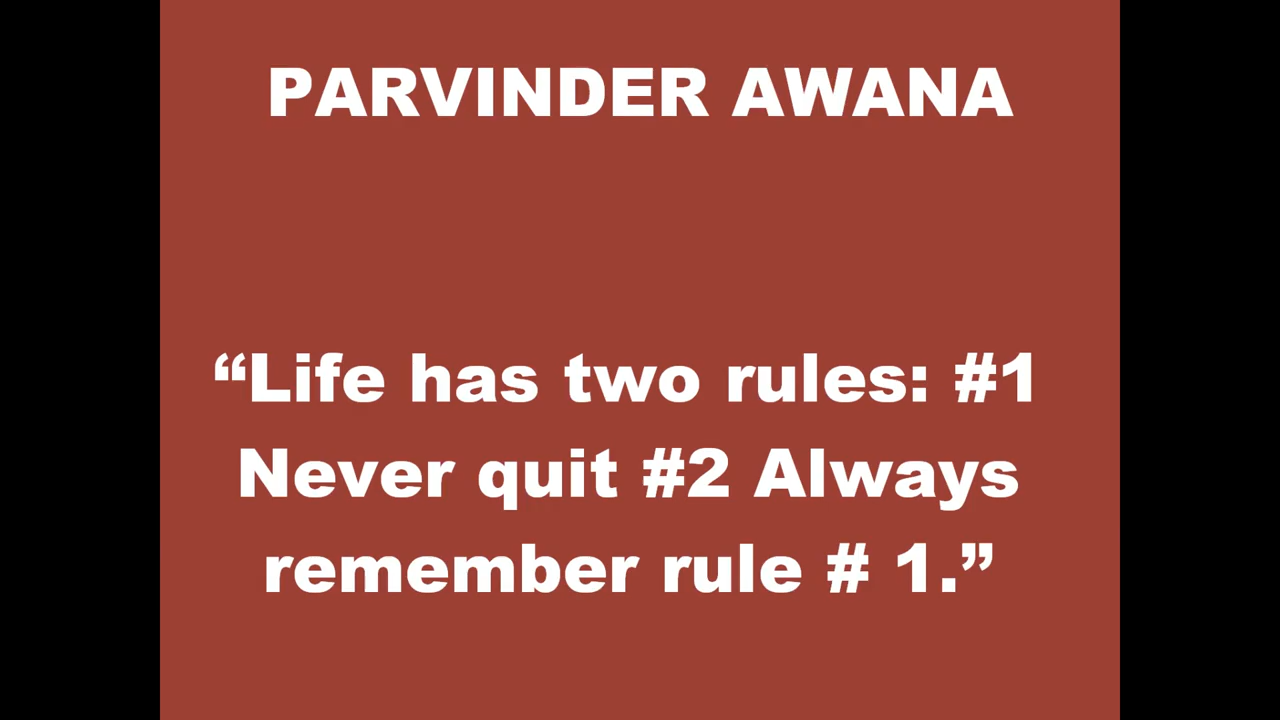 PARVINDER AWANA
“Life has two rules: #1
Never quit #2 Always
remember rule # 1.”